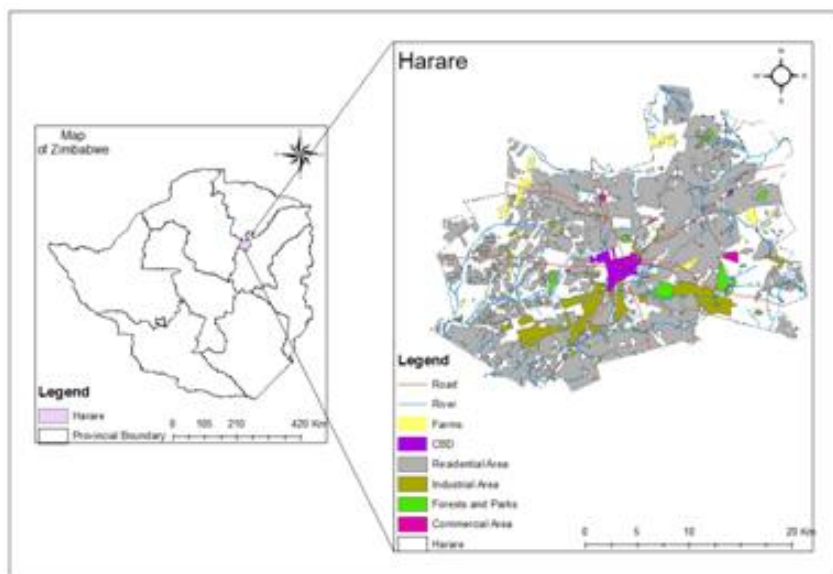 Map
of Zimbabwe
Legend
Harare
Provincial Boundary
0 105 210 420 Km
Harare
N
S
Legend
Road
River
Farms
CBD
Residential Area
Industrial Area
Forests and Parks
Commercial Area
Harare
0 5 10 20 Km